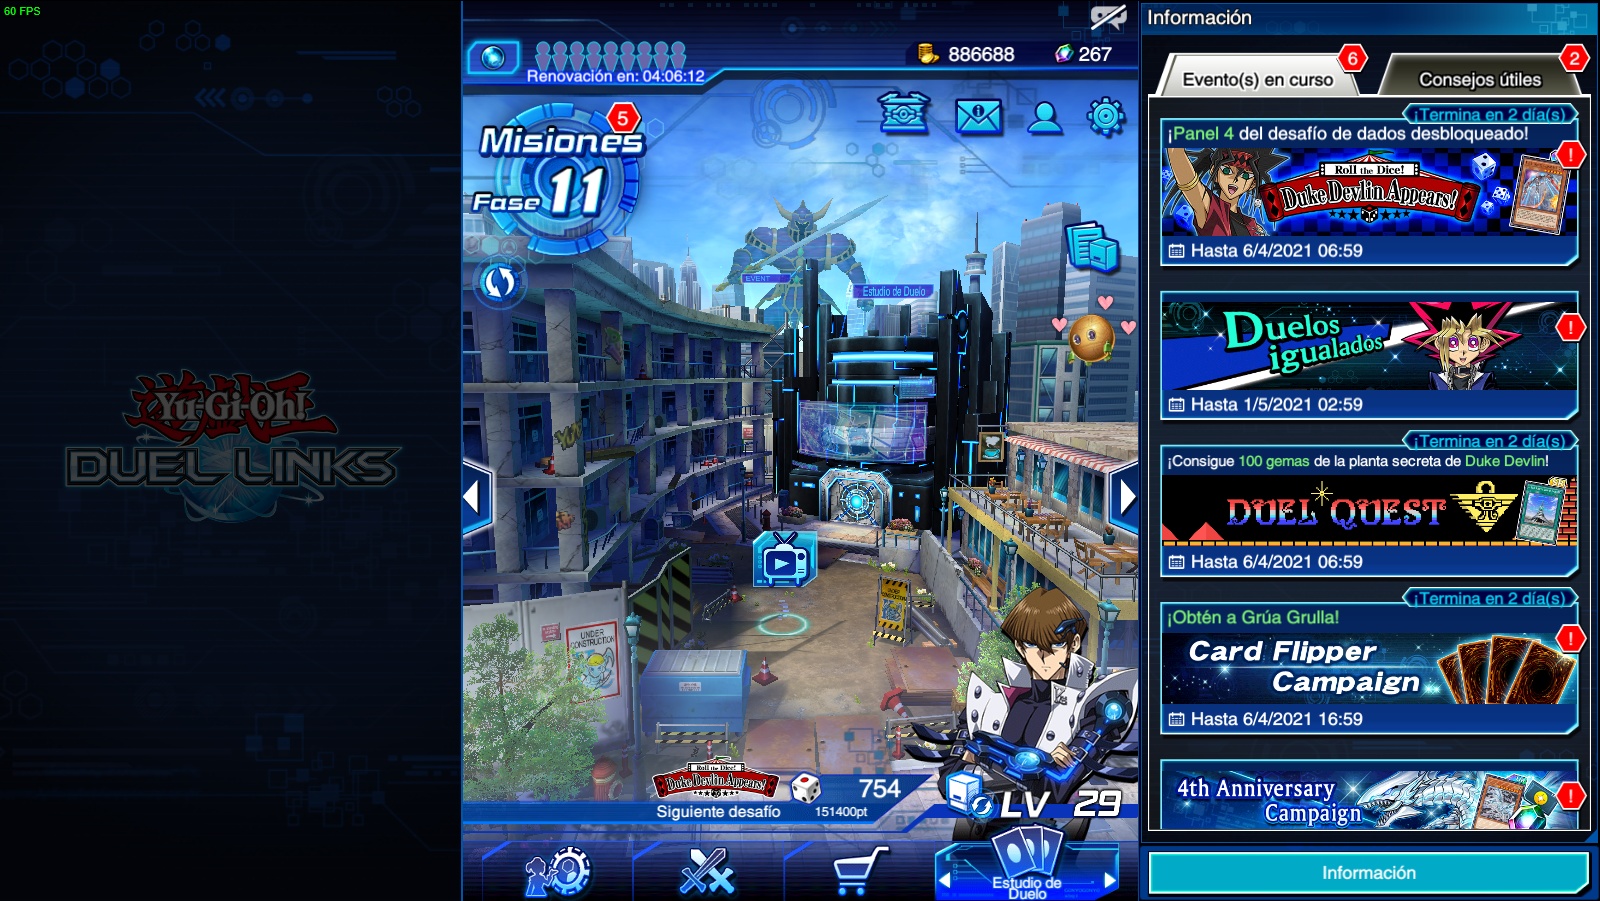 60 FPS
Yu-Gi-Oh!
DUEL LINKS
Renovación en: 04:06:12
886688
267
Misiones
5
Fase 11
EVENT
Estudio de Duelo
UNDER CONSTRUCTION
Roll the Dice!
Duke Devlin Appears!
754
Siguiente desafío
151400pt
LV 29
Estudio de
Duelo
Información
Evento(s) en curso
6
Consejos útiles
2
¡Termina en 2 día(s)
¡Panel 4 del desafío de dados desbloqueado!
!
Roll the Dice!
Duke Devlin Appears!
Hasta 6/4/2021 06:59
Duelos
igualados
!
Hasta 1/5/2021 02:59
¡Termina en 2 día(s)
¡Consigue 100 gemas de la planta secreta de Duke Devlin!
DUEL QUEST
Hasta 6/4/2021 06:59
¡Termina en 2 día(s)
¡Obtén a Grúa Grulla!
!
Card Flipper
Campaign
Hasta 6/4/2021 16:59
4th Anniversary
Campaign
!
Información